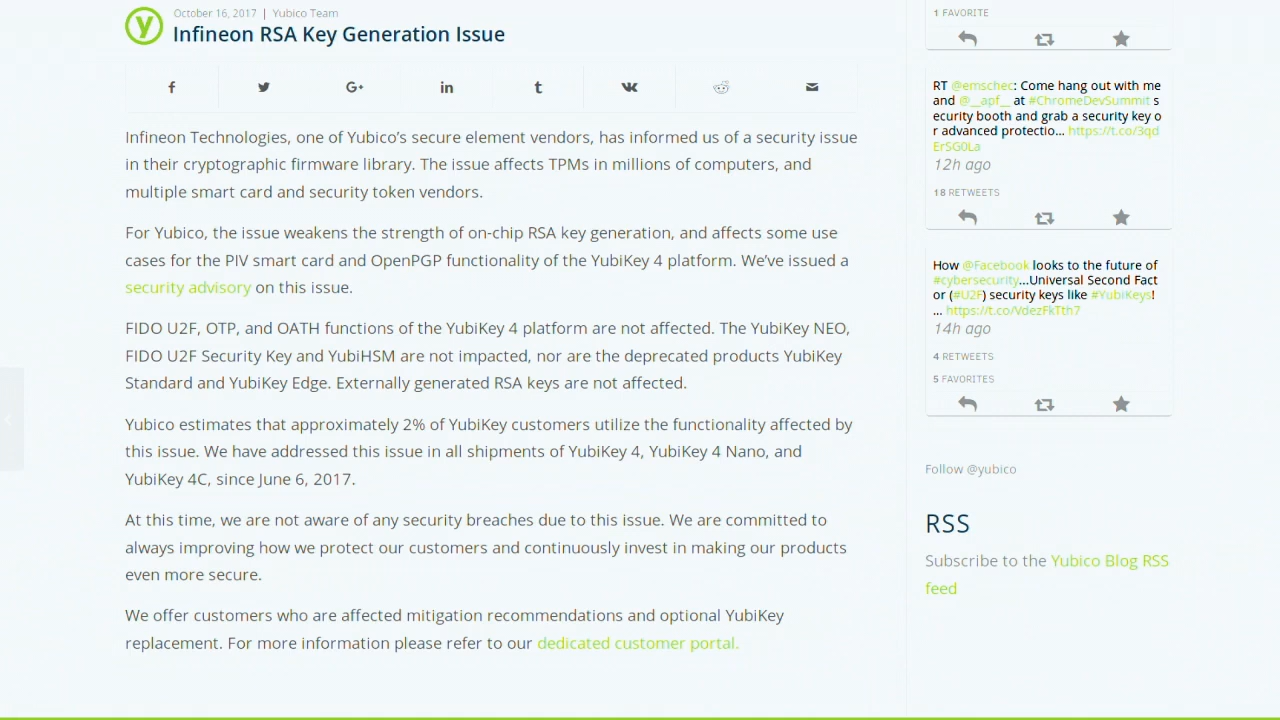 October 16, 2017 | Yubico Team
Infineon RSA Key Generation Issue
Infineon Technologies, one of Yubico’s secure element vendors, has informed us of a security issue
in their cryptographic firmware library. The issue affects TPMs in millions of computers, and
multiple smart card and security token vendors.
For Yubico, the issue weakens the strength of on-chip RSA key generation, and affects some use
cases for the PIV smart card and OpenPGP functionality of the YubiKey 4 platform. We’ve issued a
security advisory on this issue.
FIDO U2F, OTP, and OATH functions of the YubiKey 4 platform are not affected. The YubiKey NEO,
FIDO U2F Security Key and YubiHSM are not impacted, nor are the deprecated products YubiKey
Standard and YubiKey Edge. Externally generated RSA keys are not affected.
Yubico estimates that approximately 2% of YubiKey customers utilize the functionality affected by
this issue. We have addressed this issue in all shipments of YubiKey 4, YubiKey 4 Nano, and
YubiKey 4C, since June 6, 2017.
At this time, we are not aware of any security breaches due to this issue. We are committed to
always improving how we protect our customers and continuously invest in making our products
even more secure.
We offer customers who are affected mitigation recommendations and optional YubiKey
replacement. For more information please refer to our dedicated customer portal.
1 FAVORITE
RT @emschec: Come hang out with me
and @__apf__ at #ChromeDevSummit s
ecurity booth and grab a security key o
r advanced protectio… https://t.co/3qd
ErSG0La
12h ago
18 RETWEETS
How @Facebook looks to the future of
#cybersecurity...Universal Second Fact
or (#U2F) security keys like #YubiKeys!
… https://t.co/VdezFkTth7
14h ago
4 RETWEETS
5 FAVORITES
Follow @yubico
RSS
Subscribe to the Yubico Blog RSS
feed